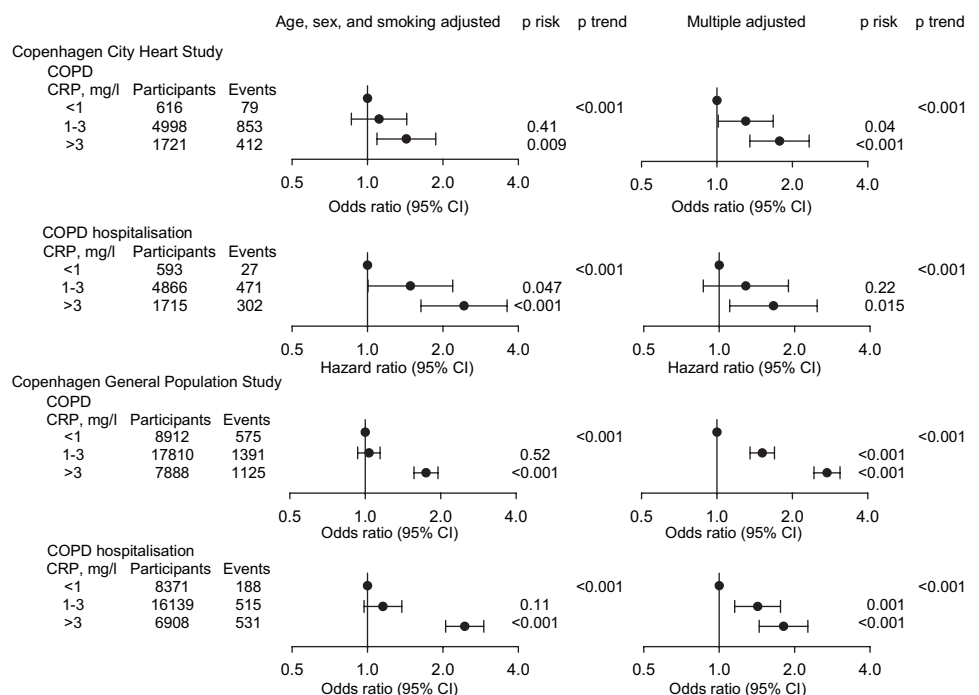 Age, sex, and smoking adjusted p risk p trend Multiple adjusted p risk p trend
Copenhagen City Heart Study
COPD
CRP, mg/l Participants Events
<1 616 79 <0.001 <0.001
1-3 4998 853 0.41 0.04
>3 1721 412 0.009 <0.001
0.5 1.0 2.0 4.0 0.5 1.0 2.0 4.0
Odds ratio (95% CI) Odds ratio (95% CI)
COPD hospitalisation
CRP, mg/l Participants Events
<1 593 27 <0.001 <0.001
1-3 4866 471 0.047 0.22
>3 1715 302 <0.001 0.015
0.5 1.0 2.0 4.0 0.5 1.0 2.0 4.0
Hazard ratio (95% CI) Hazard ratio (95% CI)
Copenhagen General Population Study
COPD
CRP, mg/l Participants Events
<1 8912 575 <0.001 <0.001
1-3 17810 1391 0.52 <0.001
>3 7888 1125 <0.001 <0.001
0.5 1.0 2.0 4.0 0.5 1.0 2.0 4.0
Odds ratio (95% CI) Odds ratio (95% CI)
COPD hospitalisation
CRP, mg/l Participants Events
<1 8371 188 <0.001 <0.001
1-3 16139 515 0.11 0.001
>3 6908 531 <0.001 <0.001
0.5 1.0 2.0 4.0 0.5 1.0 2.0 4.0
Odds ratio (95% CI) Odds ratio (95% CI)